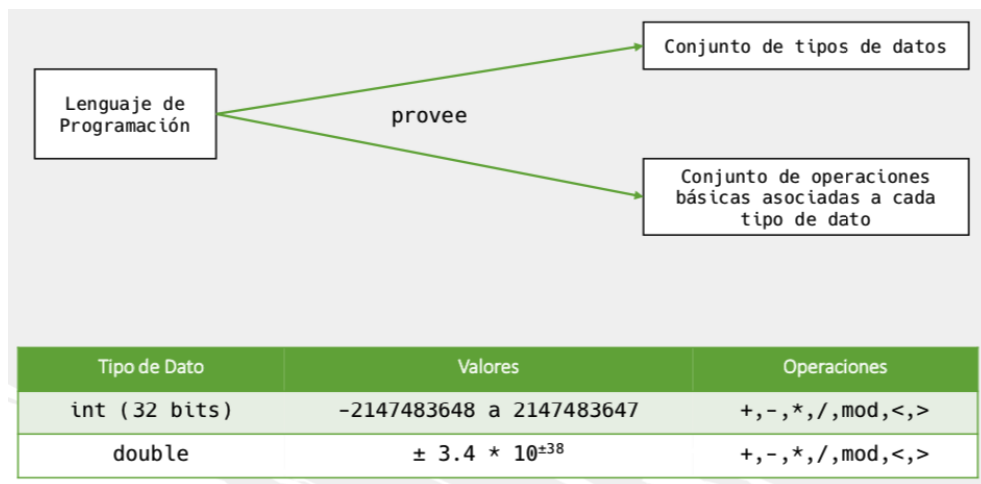 Conjunto de tipos de datos
Lenguaje de
Programación
provee
Conjunto de operaciones
básicas asociadas a cada
tipo de dato
Tipo de Dato Valores Operaciones
int (32 bits) -2147483648 a 2147483647 +,-,*,/,mod,<,>
double ± 3.4 * 10±38 +,-,*,/,mod,<,>